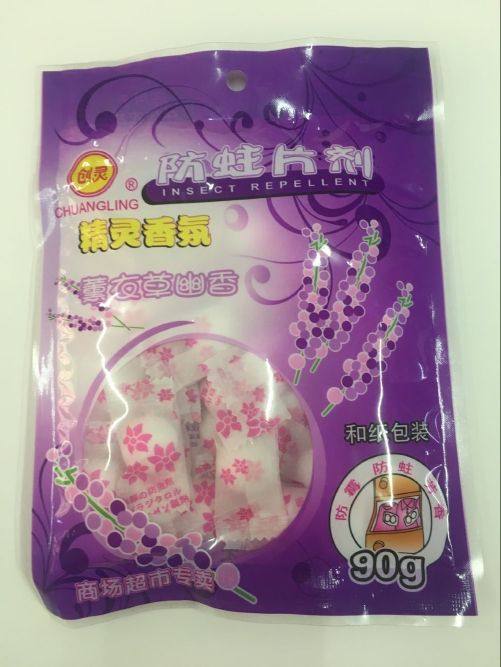 防蛀片剂
INSECT REPELLENT
创灵
®
CHUANGLING
精灵香氛
薰衣草幽香
和纸包装
防霉 防蛀
90g
商场超市专卖